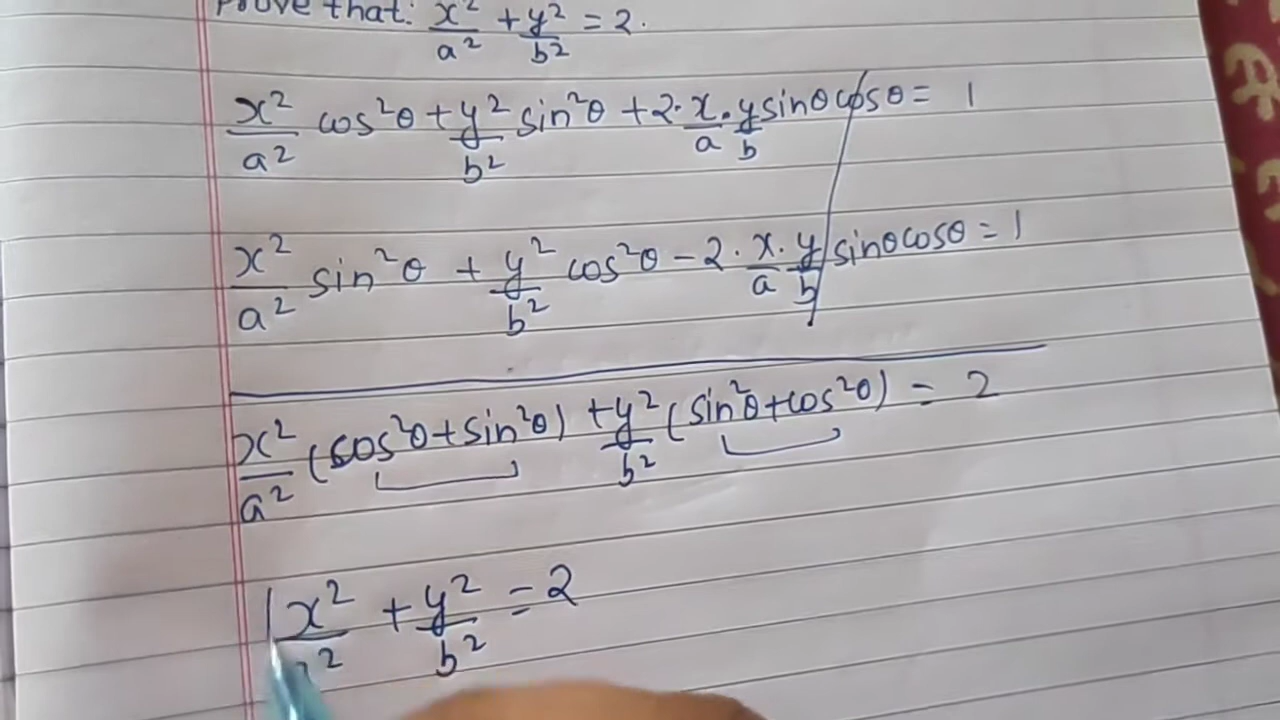 Prove that: x²/a² + y²/b² = 2.
x²/a² cos²θ + y²/b² sin²θ + 2·x/a·y/b sinθcosθ = 1
x²/a² sin²θ + y²/b² cos²θ - 2·x/a·y/b sinθcosθ = 1
x²/a² (cos²θ + sin²θ) + y²/b² (sin²θ + cos²θ) = 2
x²/a² + y²/b² = 2